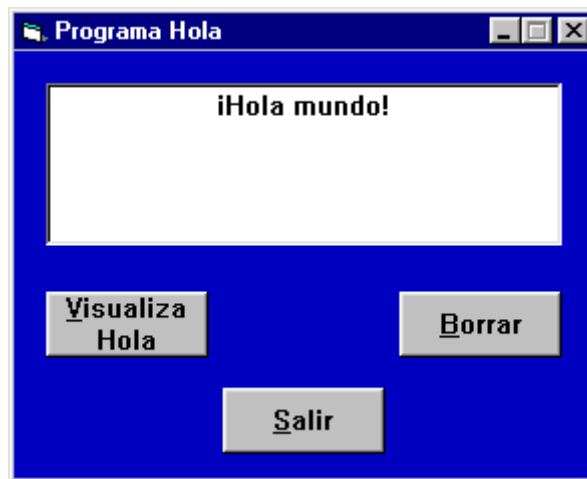 Programa Hola
¡Hola mundo!
Visualiza
Hola
Borrar
Salir